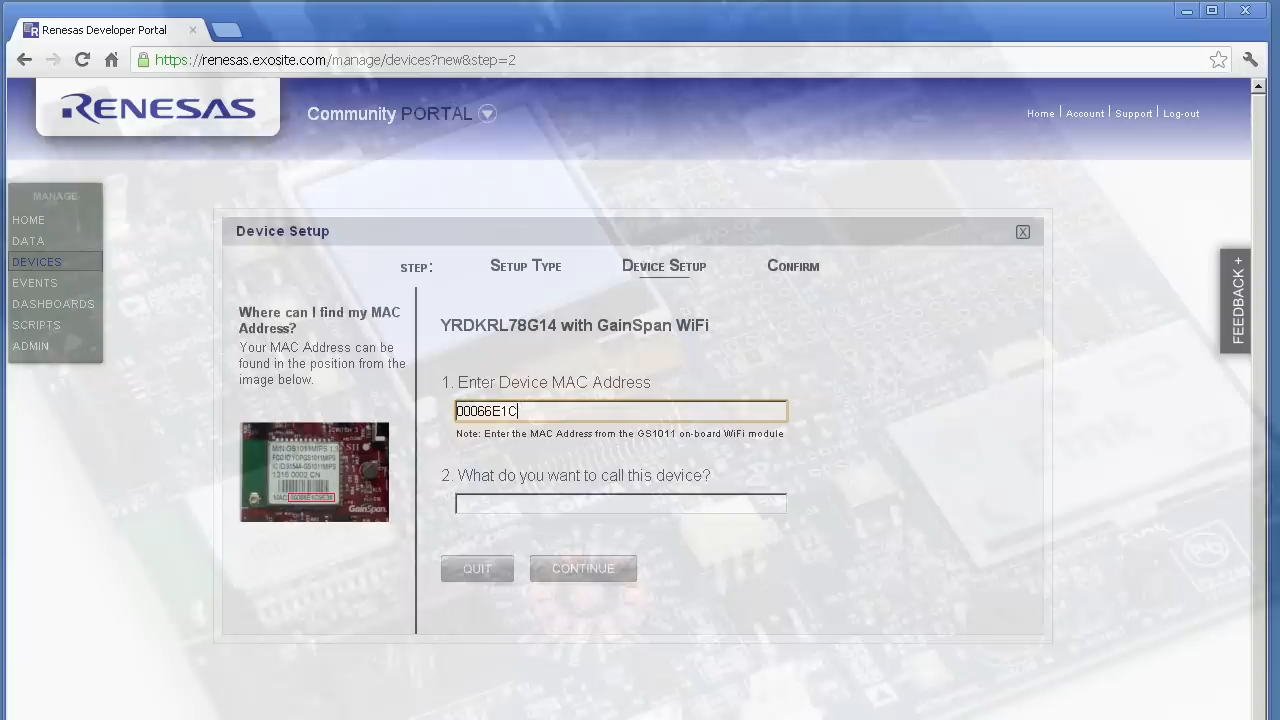 Renesas Developer Portal
https://renesas.exosite.com/manage/devices?new&step=2
RENESAS
Community PORTAL
Home
Account
Support
Log-out
MANAGE
HOME
DATA
DEVICES
EVENTS
DASHBOARDS
SCRIPTS
ADMIN
FEEDBACK +
Device Setup
X
STEP:
SETUP TYPE
DEVICE SETUP
CONFIRM
Where can I find my MAC
Address?
Your MAC Address can be
found in the position from the
image below.
GainSpan
YRDKRL78G14 with GainSpan WiFi
1. Enter Device MAC Address
00066E1C
Note: Enter the MAC Address from the GS1011 on-board WiFi module
2. What do you want to call this device?
QUIT
CONTINUE